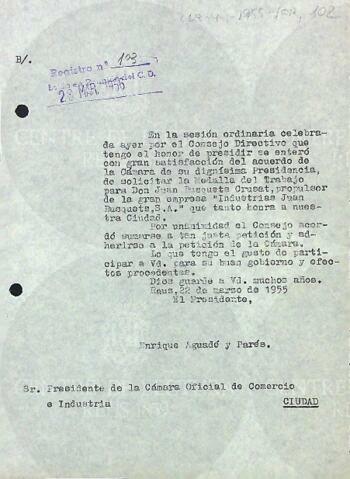 102
B/.
Registro nº 103
del C.D.
28 MAR. 1955
En la sesión ordinaria celebra-
da ayer por el Consejo Directivo que
tengo el honor de presidir se enteró
con gran satisfacción del acuerdo de
la Cámara de su dignísima Presidencia,
de solicitar la Medalla del Trabajo
para Don Juan Busquets Crusat, propulsor
de la gran empresa "Industrias Juan
Busquets,S.A." que tanto honra a nues-
tra Ciudad.
Por unanimidad el Consejo acor-
dó sumarse a tan justa petición y ad-
herirse a la petición de la Cámara.
Lo que tengo el gusto de parti-
cipar a Vd. para su buen gobierno y efec-
tos procedentes.
Dios guarde a Vd. muchos años.
Reus, 22 de marzo de 1955
El Presidente,
Enrique Aguadé y Parés.
Sr. Presidente de la Cámara Oficial de Comercio
e Industria CIUDAD